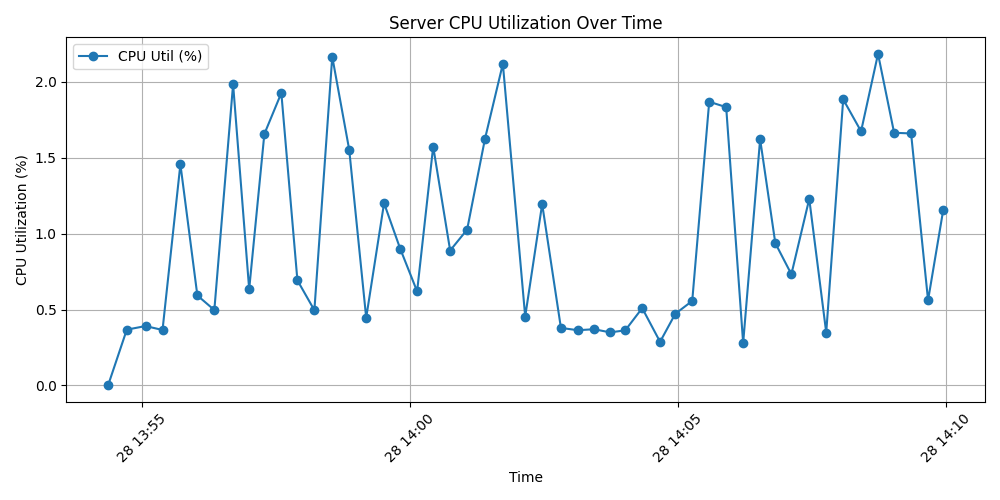 Server CPU Utilization Over Time
CPU Util (%)
CPU Utilization (%)
2.0
1.5
1.0
0.5
0.0
28 13:55
28 14:00
28 14:05
28 14:10
Time